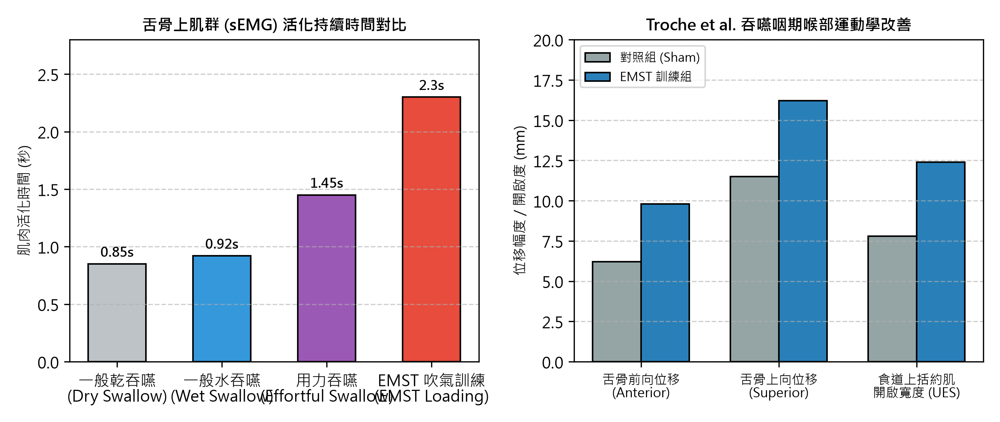 舌骨上肌群 (sEMG) 活化持續時間對比
肌肉活化時間 (秒)
2.5
2.0
1.5
1.0
0.5
0.0
0.85s
0.92s
1.45s
2.3s
一般乾吞嚥
(Dry Swallow)
一般水吞嚥
(Wet Swallow)
用力吞嚥
(Effortful Swallow)
EMST 吹氣訓練
(EMST Loading)
Troche et al. 吞嚥咽期喉部運動學改善
位移幅度 / 開啟度 (mm)
20.0
17.5
15.0
12.5
10.0
7.5
5.0
2.5
0.0
對照組 (Sham)
EMST 訓練組
舌骨前向位移
(Anterior)
舌骨上向位移
(Superior)
食道上括約肌
開啟寬度 (UES)